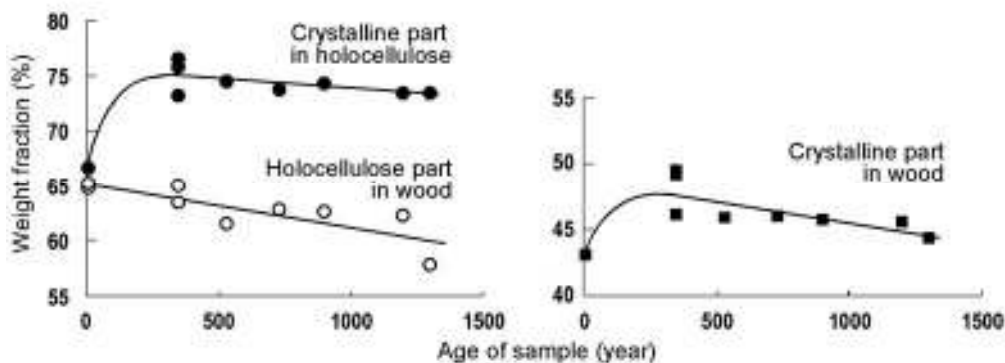 80
Crystalline part
in holocellulose
75
70
Weight fraction (%)
Holocellulose part
in wood
65
60
55
0
500
1000
1500
55
Crystalline part
in wood
50
45
40
0
500
1000
1500
Age of sample (year)